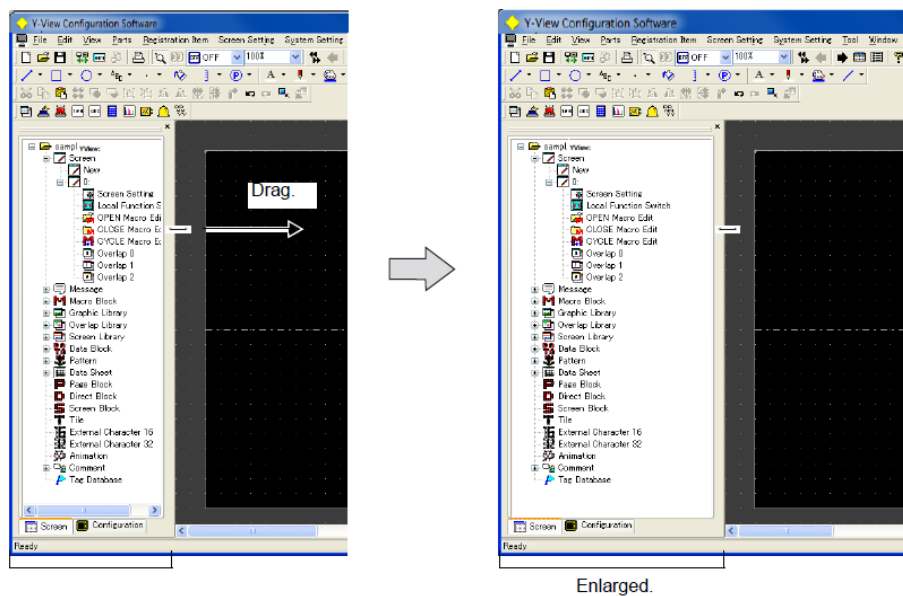 Y-View Configuration Software
File Edit View Parts Registration Item Screen Setting System Setting
OFF 100%
sampl YView:
Screen
New
0:
Screen Setting
Local Function S
OPEN Macro Edi
CLOSE Macro Ec
CYCLE Macro Ec
Overlap 0
Overlap 1
Overlap 2
Message
Macro Block
Graphic Library
Overlap Library
Screen Library
Data Block
Pattern
Data Sheet
Page Block
Direct Block
Screen Block
Tile
External Character 16
External Character 32
Animation
Comment
Tag Database
Screen Configuration
Ready
Drag.
Y-View Configuration Software
File Edit View Parts Registration Item Screen Setting System Setting Tool Window
OFF 100%
sampl YView:
Screen
New
0:
Screen Setting
Local Function Switch
OPEN Macro Edit
CLOSE Macro Edit
CYCLE Macro Edit
Overlap 0
Overlap 1
Overlap 2
Message
Macro Block
Graphic Library
Overlap Library
Screen Library
Data Block
Pattern
Data Sheet
Page Block
Direct Block
Screen Block
Tile
External Character 16
External Character 32
Animation
Comment
Tag Database
Screen Configuration
Ready
Enlarged.